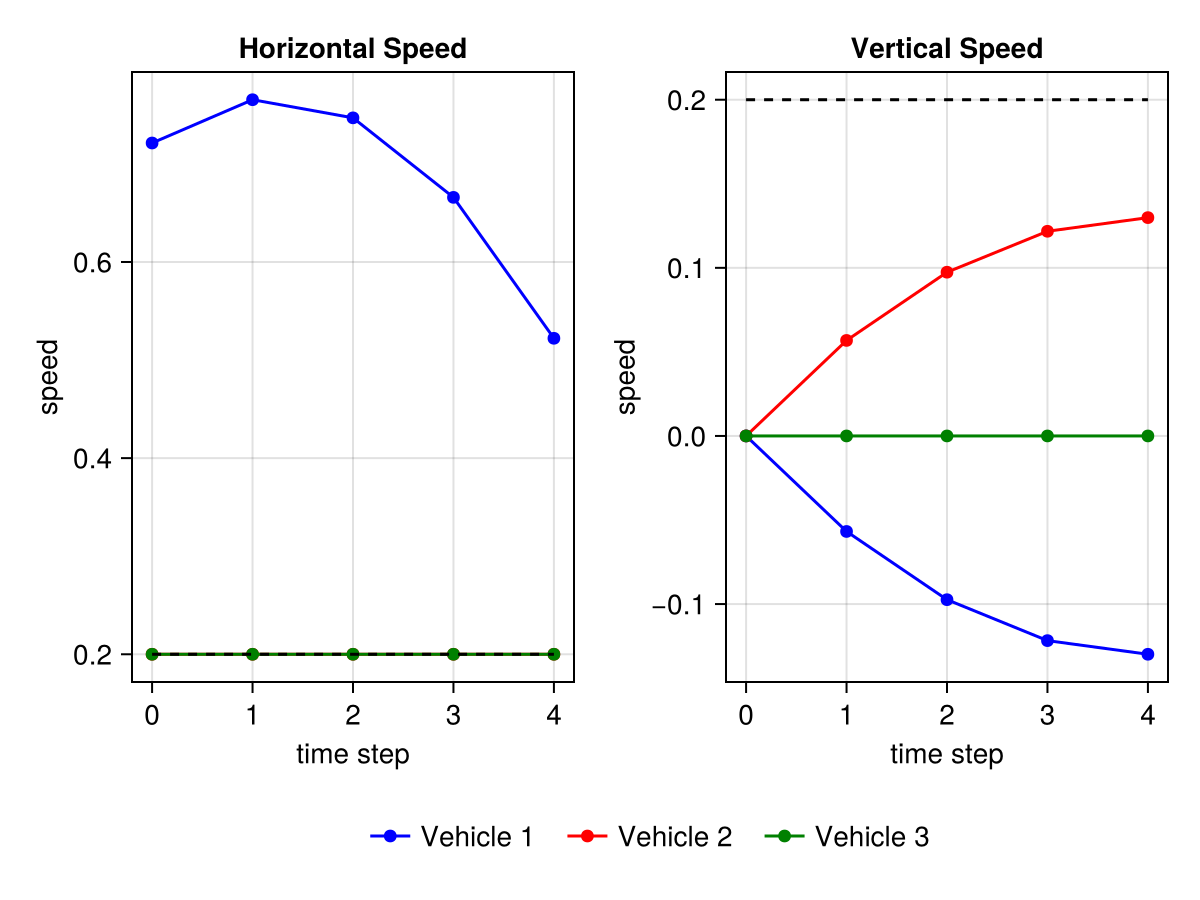 Horizontal Speed
speed
0.6
0.4
0.2
0
1
2
3
4
time step
Vertical Speed
speed
0.2
0.1
0.0
−0.1
0
1
2
3
4
time step
Vehicle 1
Vehicle 2
Vehicle 3